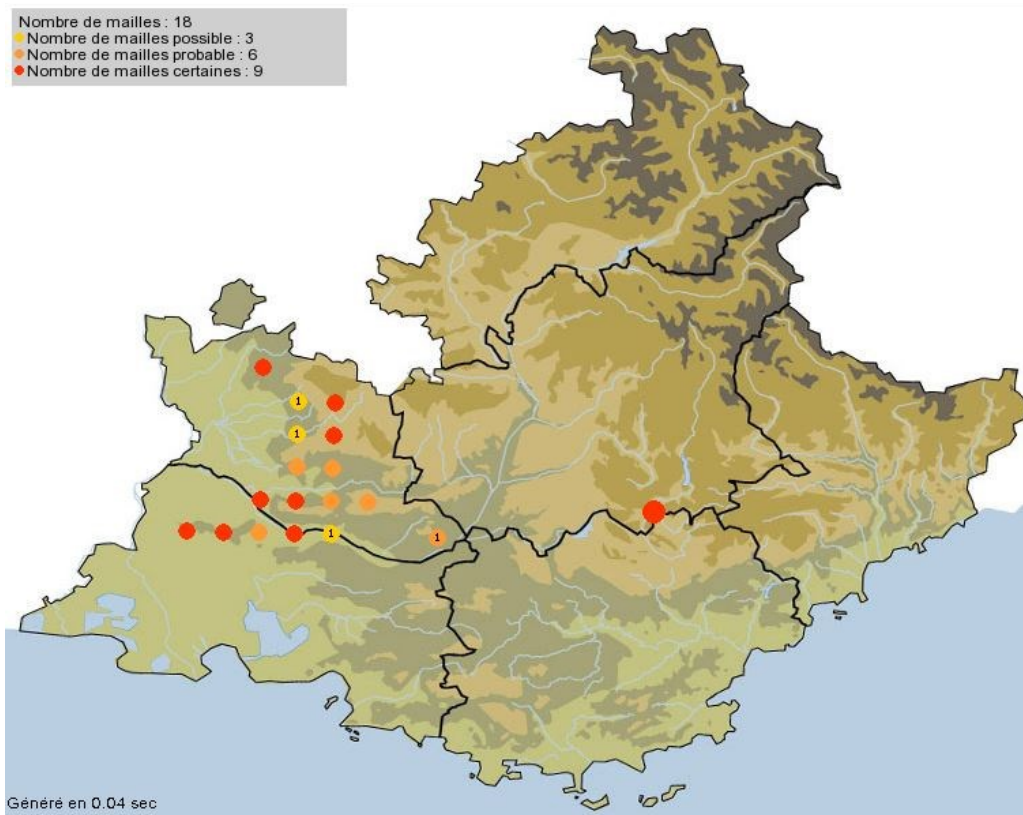 Nombre de mailles : 18
Nombre de mailles possible : 3
Nombre de mailles probable : 6
Nombre de mailles certaines : 9
1
1
1
1
Généré en 0.04 sec